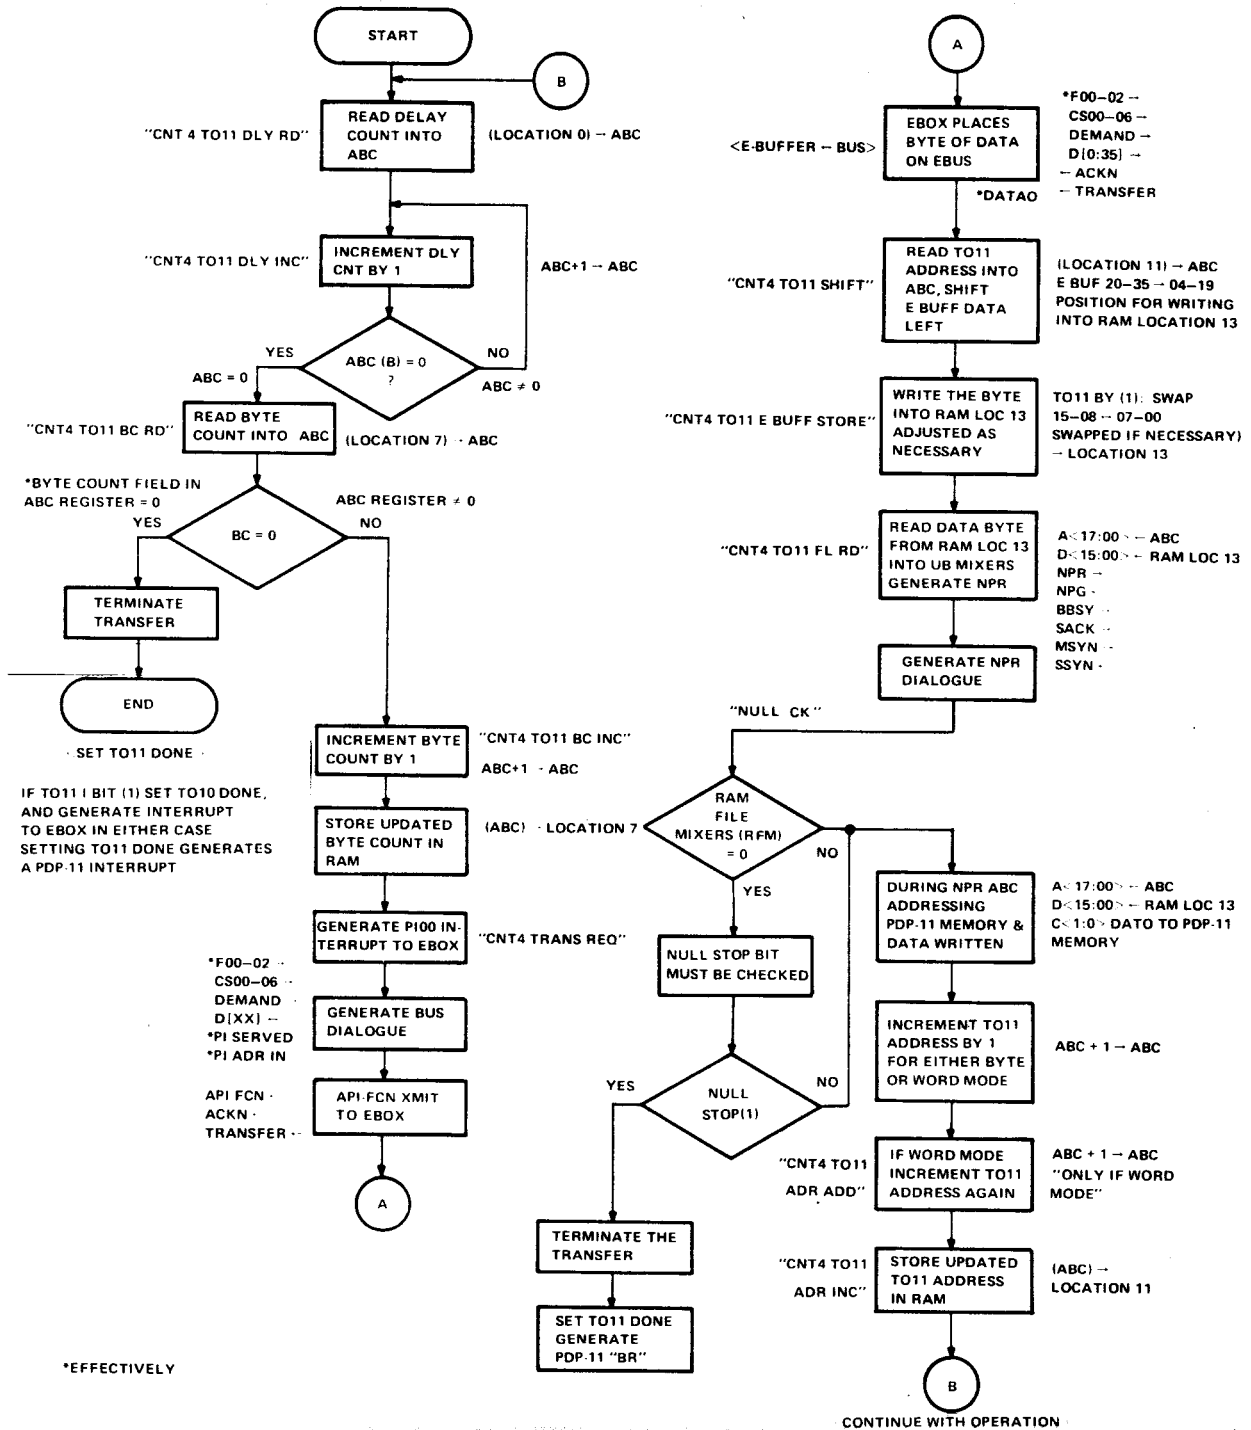 START
B
"CNT 4 TO11 DLY RD"
READ DELAY
COUNT INTO
ABC
(LOCATION 0) → ABC
"CNT4 TO11 DLY INC"
INCREMENT DLY
CNT BY 1
ABC+1 → ABC
YES
ABC (B) = 0
?
NO
ABC = 0
ABC ≠ 0
"CNT4 TO11 BC RD"
READ BYTE
COUNT INTO ABC
(LOCATION 7) - ABC
*BYTE COUNT FIELD IN
ABC REGISTER = 0
ABC REGISTER ≠ 0
YES
BC = 0
NO
TERMINATE
TRANSFER
END
- SET TO11 DONE -
IF TO11 I BIT (1) SET TO10 DONE,
AND GENERATE INTERRUPT
TO EBOX IN EITHER CASE
SETTING TO11 DONE GENERATES
A PDP-11 INTERRUPT
INCREMENT BYTE
COUNT BY 1
"CNT4 TO11 BC INC"
ABC+1 - ABC
STORE UPDATED
BYTE COUNT IN
RAM
(ABC) - LOCATION 7
GENERATE PI00 IN-
TERRUPT TO EBOX
"CNT4 TRANS REQ"
*F00-02 -
CS00-06 -
DEMAND -
D[XX] -
*PI SERVED
*PI ADR IN
GENERATE BUS
DIALOGUE
API FCN -
ACKN -
TRANSFER -
API-FCN XMIT
TO EBOX
A
*EFFECTIVELY
A
<E-BUFFER ← BUS>
EBOX PLACES
BYTE OF DATA
ON EBUS
*F00-02 →
CS00-06 →
DEMAND →
D[0:35] →
← ACKN
← TRANSFER
*DATAO
"CNT4 TO11 SHIFT"
READ TO11
ADDRESS INTO
ABC, SHIFT
E BUFF DATA
LEFT
(LOCATION 11) → ABC
E BUF 20-35 → 04-19
POSITION FOR WRITING
INTO RAM LOCATION 13
"CNT4 TO11 E BUFF STORE"
WRITE THE BYTE
INTO RAM LOC 13
ADJUSTED AS
NECESSARY
TO11 BY (1): SWAP
15-08 ↔ 07-00
SWAPPED IF NECESSARY)
→ LOCATION 13
"CNT4 TO11 FL RD"
READ DATA BYTE
FROM RAM LOC 13
INTO UB MIXERS
GENERATE NPR
A<17:00> ← ABC
D<15:00> ← RAM LOC 13
NPR →
NPG -
BBSY -
SACK -
MSYN -
SSYN -
GENERATE NPR
DIALOGUE
"NULL CK"
RAM
FILE
MIXERS (RFM)
= 0
NO
YES
NULL STOP BIT
MUST BE CHECKED
YES
NULL
STOP(1)
NO
TERMINATE THE
TRANSFER
SET TO11 DONE
GENERATE
PDP-11 "BR"
DURING NPR ABC
ADDRESSING
PDP-11 MEMORY &
DATA WRITTEN
A<17:00> ← ABC
D<15:00> ← RAM LOC 13
C<1:0> DATO TO PDP-11
MEMORY
INCREMENT TO11
ADDRESS BY 1
FOR EITHER BYTE
OR WORD MODE
ABC + 1 → ABC
"CNT4 TO11
ADR ADD"
IF WORD MODE
INCREMENT TO11
ADDRESS AGAIN
ABC + 1 → ABC
"ONLY IF WORD
MODE"
"CNT4 TO11
ADR INC"
STORE UPDATED
TO11 ADDRESS
IN RAM
(ABC) →
LOCATION 11
B
CONTINUE WITH OPERATION